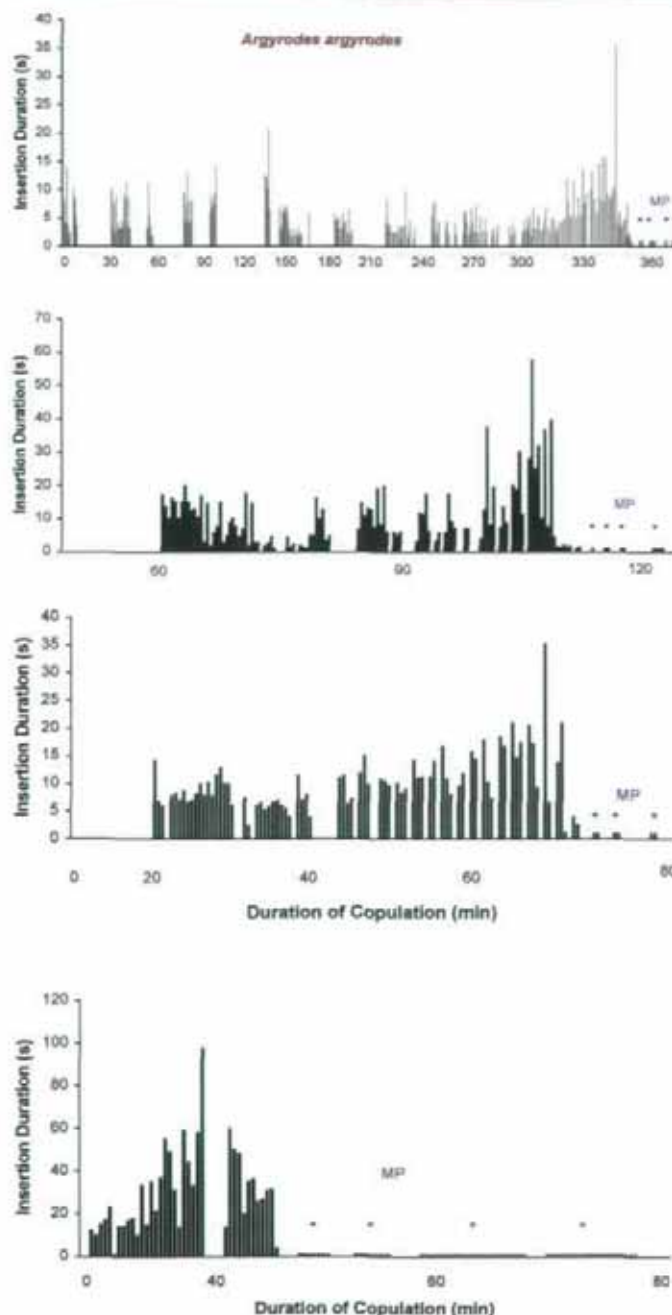 Argyrodes argyrodes
Insertion Duration (s)
40
35
30
25
20
15
10
5
0
MP
0 30 60 90 120 150 180 210 240 270 300 330 360
Insertion Duration (s)
70
60
50
40
30
20
10
0
MP
60 90 120
Insertion Duration (s)
40
35
30
25
20
15
10
5
0
MP
0 20 40 60 80
Duration of Copulation (min)
Insertion Duration (s)
120
100
80
60
40
20
0
MP
0 40 60 80
Duration of Copulation (min)